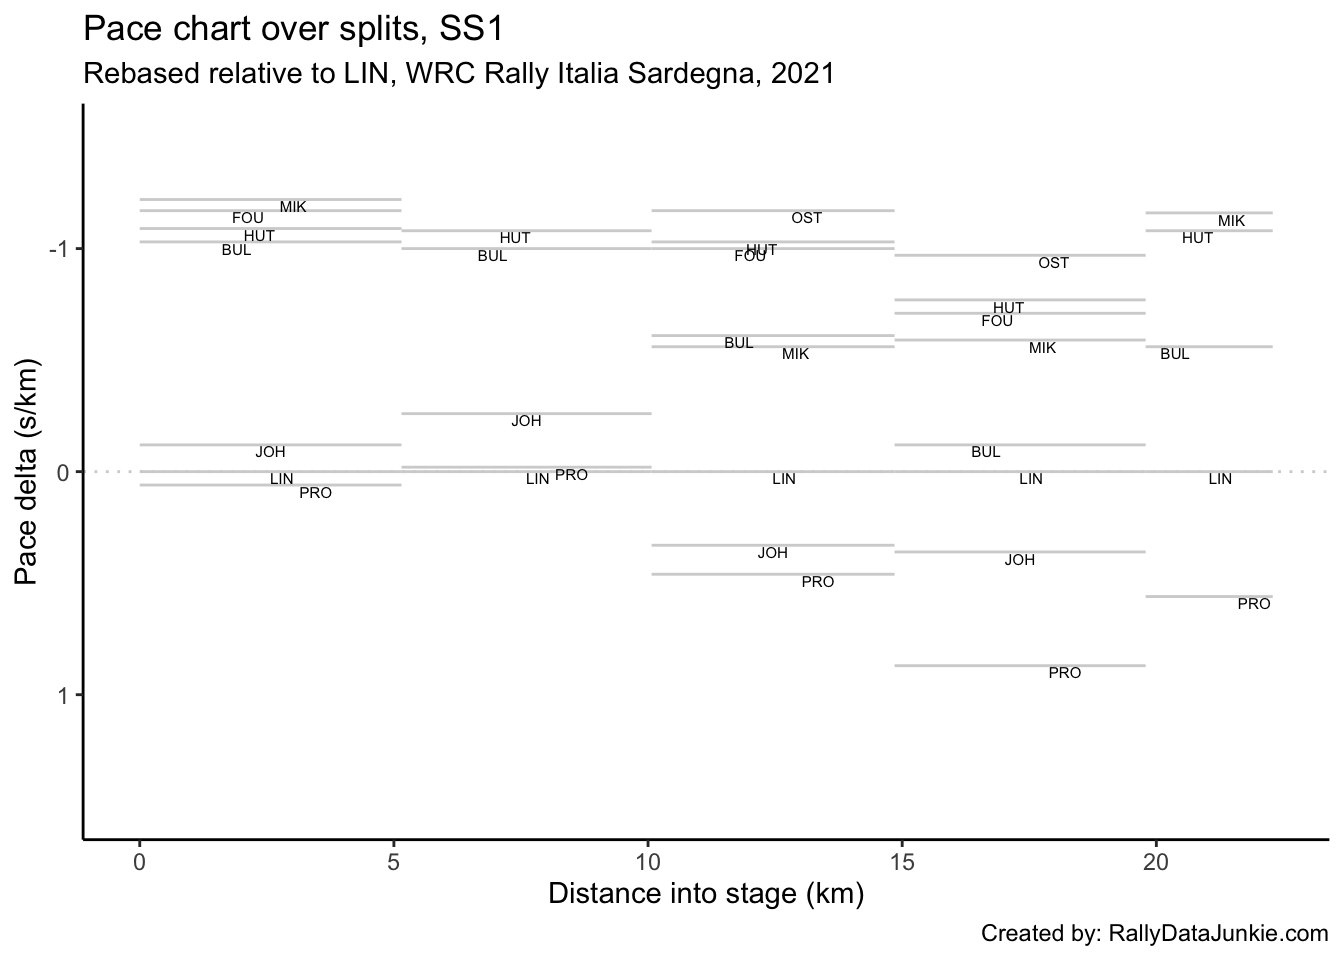 Pace chart over splits, SS1
Rebased relative to LIN, WRC Rally Italia Sardegna, 2021
Pace delta (s/km)
-1
0
1
MIK
FOU
HUT
BUL
JOH
LIN
PRO
HUT
BUL
JOH
LIN
PRO
OST
HUT
FOU
BUL
MIK
LIN
JOH
PRO
OST
HUT
FOU
MIK
BUL
LIN
JOH
PRO
MIK
HUT
BUL
LIN
PRO
0 5 10 15 20
Distance into stage (km)
Created by: RallyDataJunkie.com